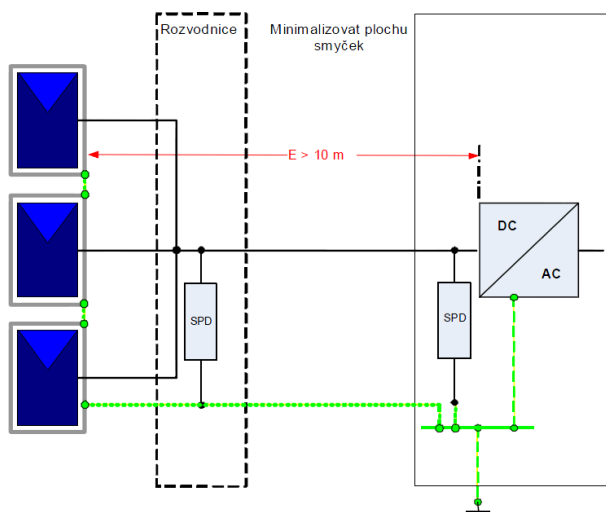 Rozvodnice
Minimalizovat plochu
smyček
E > 10 m
DC
AC
SPD
SPD